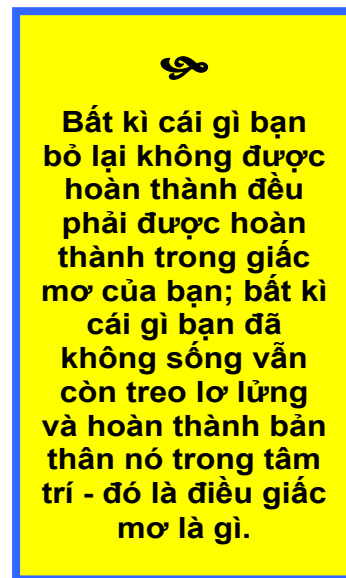 Bất kì cái gì bạn
bỏ lại không được
hoàn thành đều
phải được hoàn
thành trong giấc
mơ của bạn; bất kì
cái gì bạn đã
không sống vẫn
còn treo lơ lửng
và hoàn thành bản
thân nó trong tâm
trí - đó là điều giấc
mơ là gì.